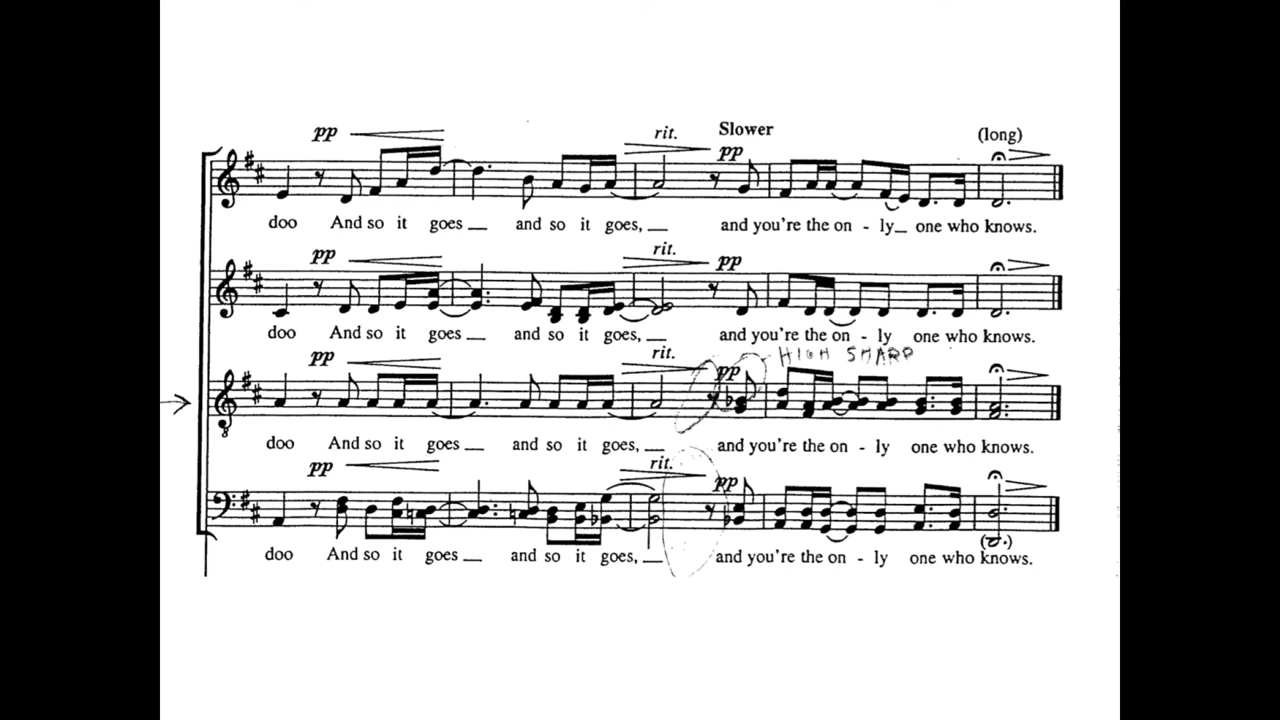 rit. Slower (long)
pp pp
doo And so it goes and so it goes, and you're the on - ly one who knows.
rit.
pp pp
doo And so it goes and so it goes, and you're the on - ly one who knows.
rit. HIGH SHARP
pp pp
8
doo And so it goes and so it goes, and you're the on - ly one who knows.
rit.
pp pp
doo And so it goes and so it goes, and you're the on - ly one who knows.